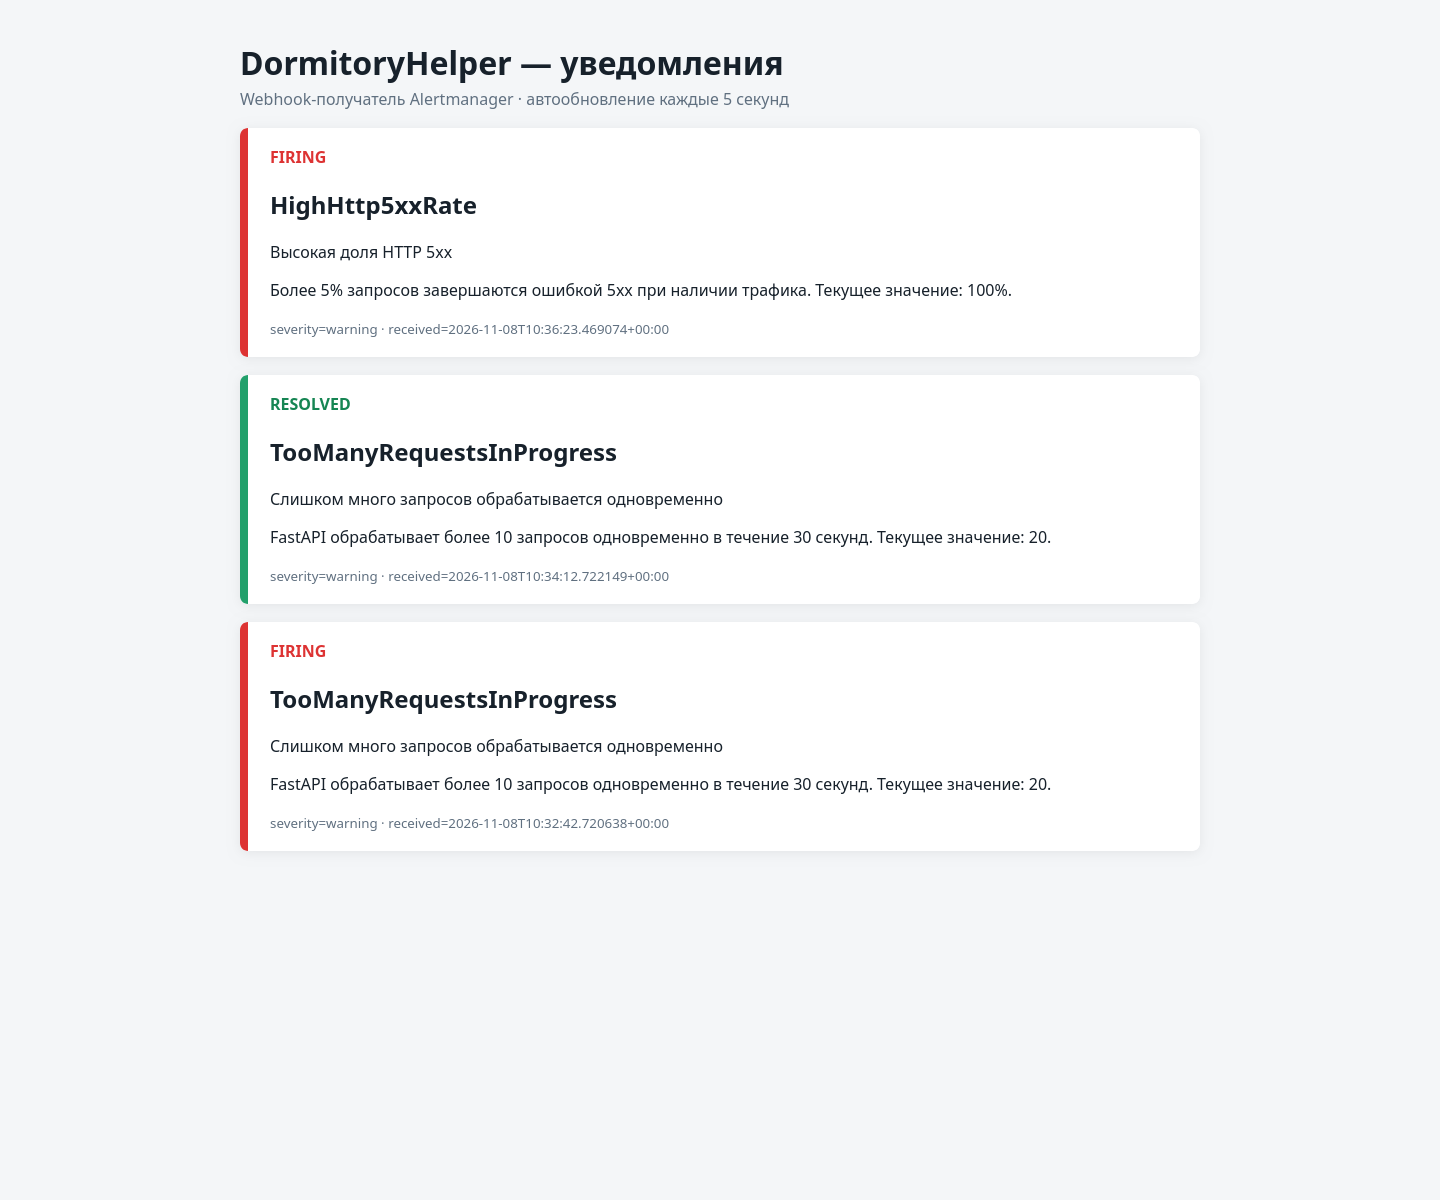 DormitoryHelper — уведомления
Webhook-получатель Alertmanager · автообновление каждые 5 секунд
FIRING
HighHttp5xxRate
Высокая доля HTTP 5xx
Более 5% запросов завершаются ошибкой 5xx при наличии трафика. Текущее значение: 100%.
severity=warning · received=2026-11-08T10:36:23.469074+00:00
RESOLVED
TooManyRequestsInProgress
Слишком много запросов обрабатывается одновременно
FastAPI обрабатывает более 10 запросов одновременно в течение 30 секунд. Текущее значение: 20.
severity=warning · received=2026-11-08T10:34:12.722149+00:00
FIRING
TooManyRequestsInProgress
Слишком много запросов обрабатывается одновременно
FastAPI обрабатывает более 10 запросов одновременно в течение 30 секунд. Текущее значение: 20.
severity=warning · received=2026-11-08T10:32:42.720638+00:00